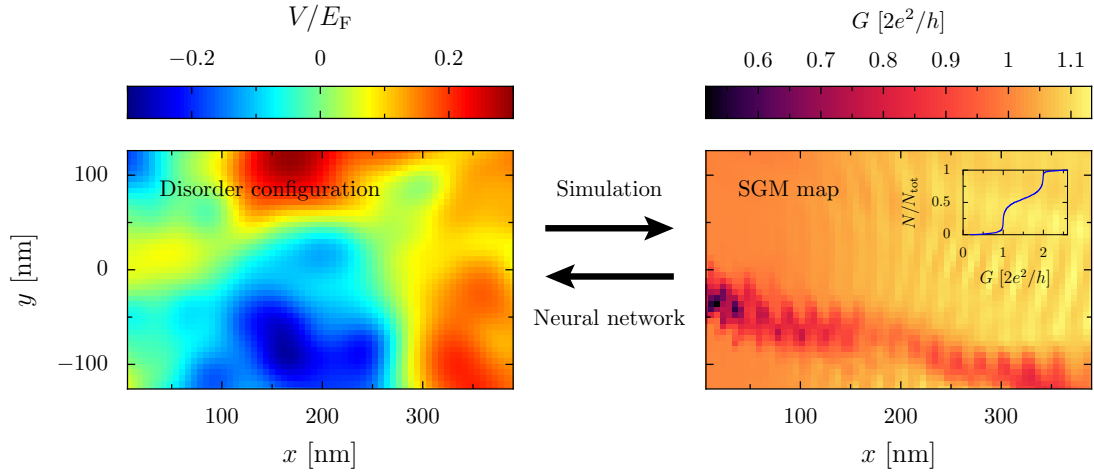 V/E_F
G [2e²/h]
−0.2 0 0.2
0.6 0.7 0.8 0.9 1 1.1
Disorder configuration
Simulation
Neural network
SGM map
100
0
−100
y [nm]
100 200 300
x [nm]
100 200 300
x [nm]
N/N_tot
1
0.5
0
0 1 2
G [2e²/h]